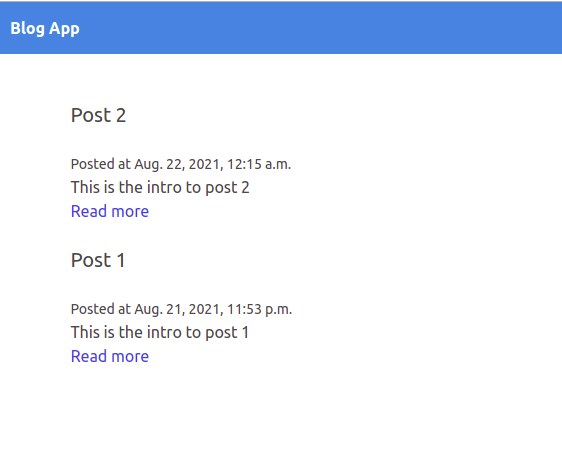 Blog App
Post 2
Posted at Aug. 22, 2021, 12:15 a.m.
This is the intro to post 2
Read more
Post 1
Posted at Aug. 21, 2021, 11:53 p.m.
This is the intro to post 1
Read more